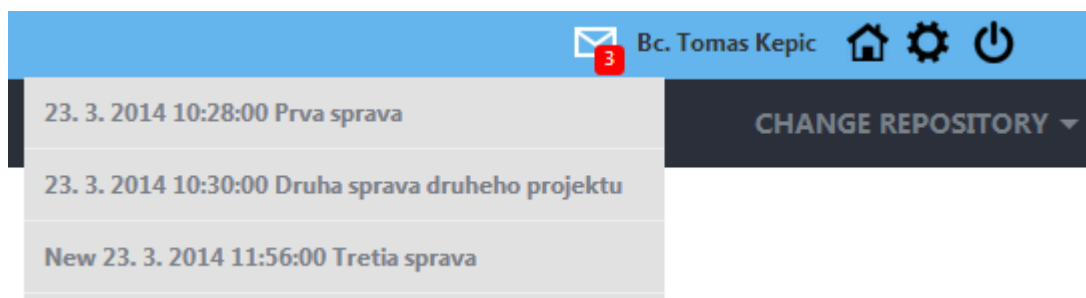 3
Bc. Tomas Kepic
23. 3. 2014 10:28:00 Prva sprava
CHANGE REPOSITORY
23. 3. 2014 10:30:00 Druha sprava druheho projektu
New 23. 3. 2014 11:56:00 Tretia sprava